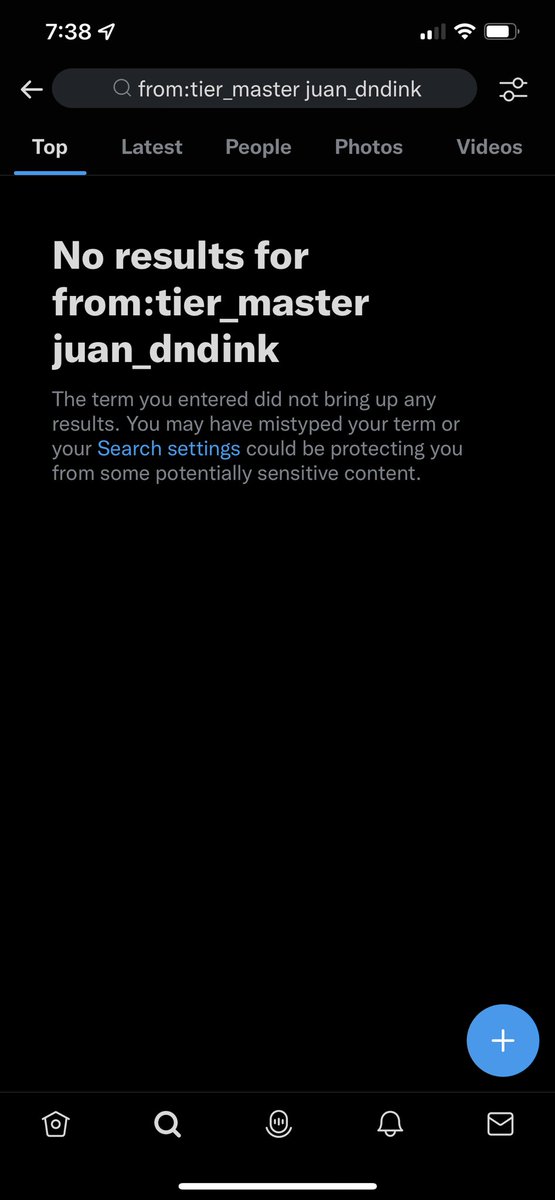 7:38
from:tier_master juan_dndink
Top Latest People Photos Videos
No results for
from:tier_master
juan_dndink
The term you entered did not bring up any
results. You may have mistyped your term or
your Search settings could be protecting you
from some potentially sensitive content.